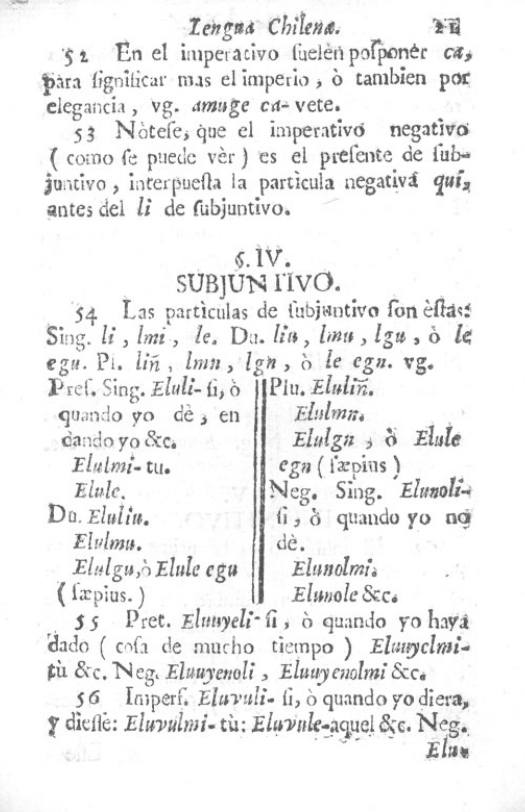 Lengua Chilena. 21
52 En el imperativo suelen posponèr ca,
para significar mas el imperio, ò tambien por
elegancia, vg. amuge ca- vete.
53 Nòtese, que el imperativo negativo
( como se puede vèr ) es el presente de sub-
juntivo, interpuesta la partìcula negativa qui,
antes del li de subjuntivo.
§. IV.
SUBJUNTIVO.
54 Las partìculas de subjuntivo son èstas:
Sing. li, lmi, le. Du. liu, lmu, lgu, ò le
egu. Pl. liñ, lmn, lgn, ò le egn. vg.
Pres. Sing. Eluli- si, ò
quando yo dè, en
dando yo &c.
Elulmi- tu.
Elule.
Du. Eluliu.
Elulmu.
Elulgu, ò Elule egu
( sæpius. )
Plu. Eluliñ.
Elulmn.
Elulgn, ò Elule
egn ( sæpius )
Neg. Sing. Elunoli-
si, ò quando yo no
dè.
Elunolmi.
Elunole &c.
55 Pret. Eluuyeli- si, ò quando yo haya
dado ( cosa de mucho tiempo ) Eluuyelmi-
tù &c. Neg. Eluuyenoli, Eluuyenolmi &c.
56 Imperf. Eluvuli- si, ò quando yo diera,
y diesse: Eluvulmi- tù: Eluvule- aquel &c. Neg.
Elu-